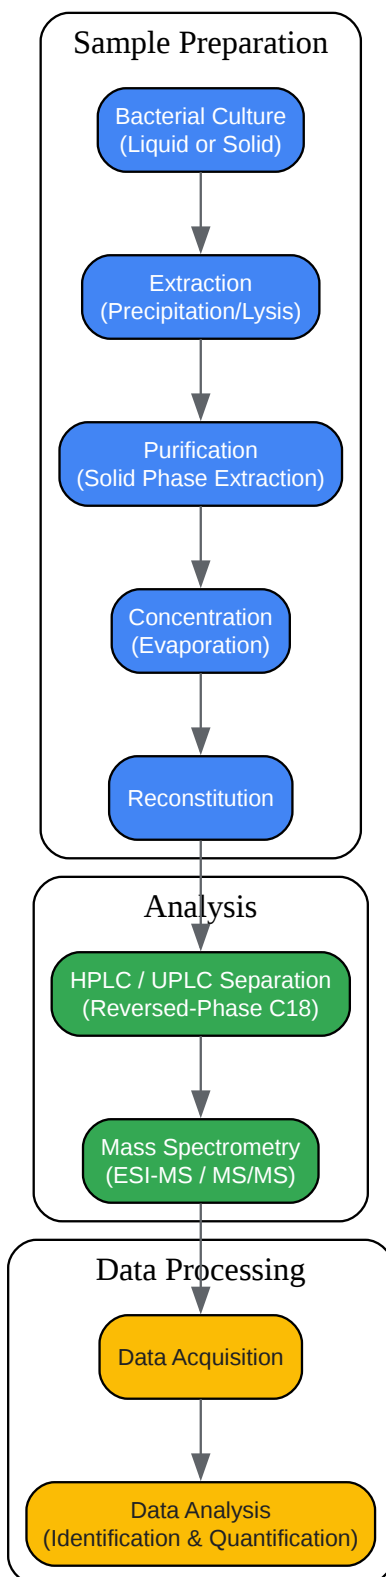 Sample Preparation
Bacterial Culture
(Liquid or Solid)
Extraction
(Precipitation/Lysis)
Purification
(Solid Phase Extraction)
Concentration
(Evaporation)
Reconstitution
Analysis
HPLC / UPLC Separation
(Reversed-Phase C18)
Mass Spectrometry
(ESI-MS / MS/MS)
Data Processing
Data Acquisition
Data Analysis
(Identification & Quantification)